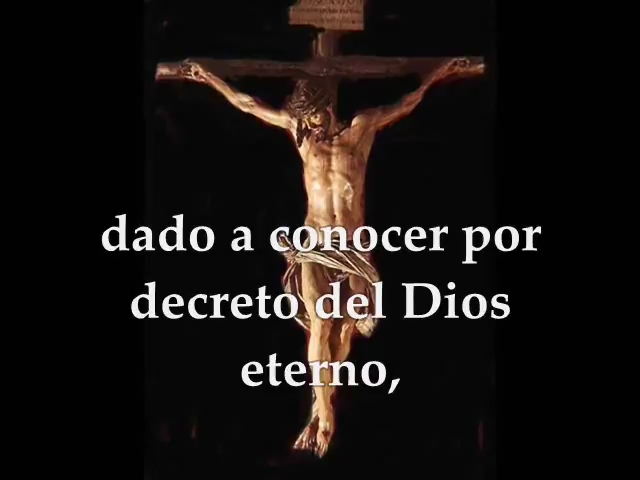 dado a conocer por
decreto del Dios
eterno,